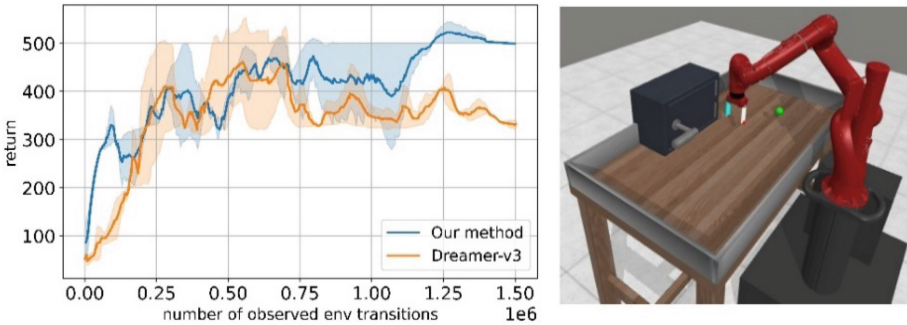 500
400
300
200
100
return
Our method
Dreamer-v3
0.00 0.25 0.50 0.75 1.00 1.25 1.50
number of observed env transitions
1e6